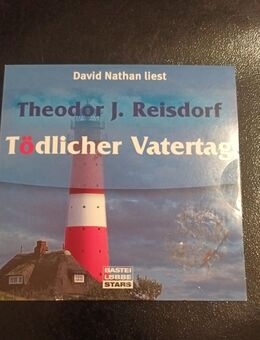 David Nathan liest
Theodor J. Reisdorf
Tödlicher Vatertag
BASTEI
LÜBBE
STARS